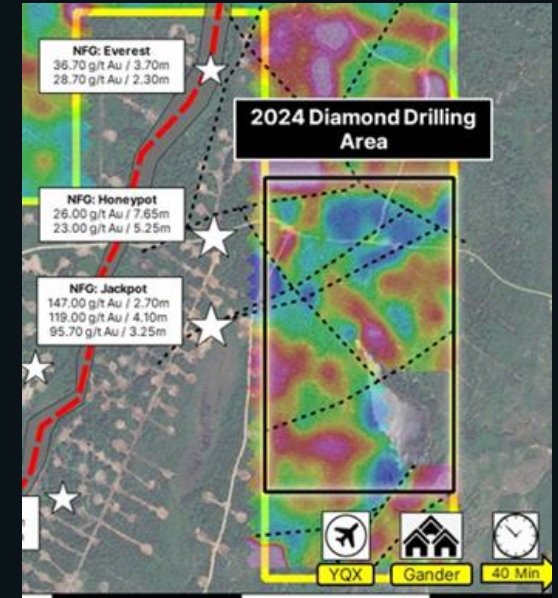 NFG: Everest
36.70 g/t Au / 3.70m
28.70 g/t Au / 2.30m
2024 Diamond Drilling
Area
NFG: Honeypot
26.00 g/t Au / 7.65m
23.00 g/t Au / 5.25m
NFG: Jackpot
147.00 g/t Au / 2.70m
119.00 g/t Au / 4.10m
95.70 g/t Au / 3.25m
YQX
Gander
40 Min